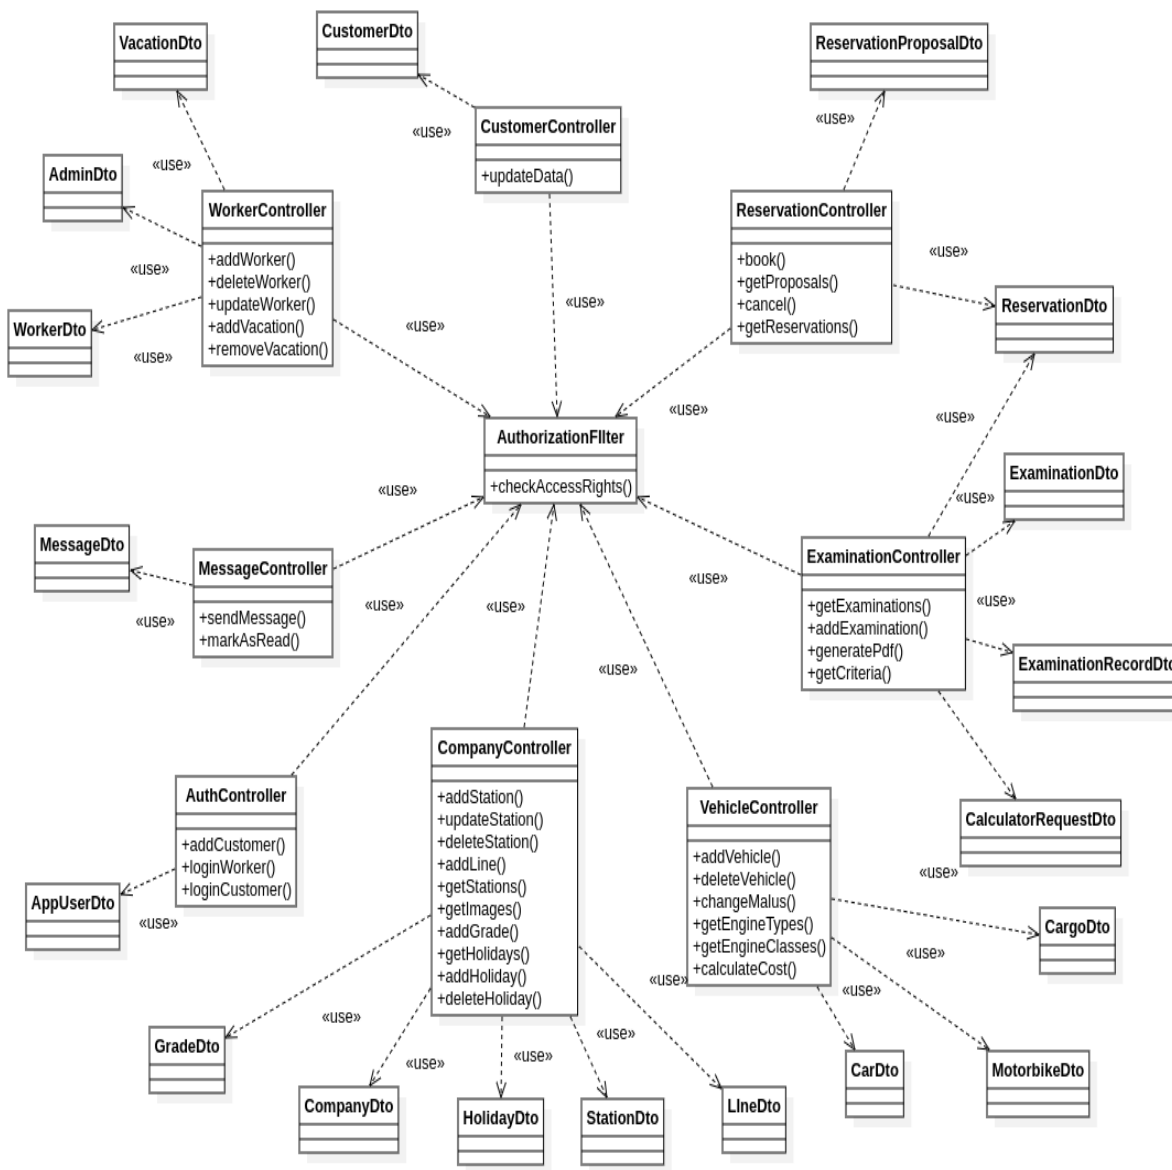 VacationDto
CustomerDto
ReservationProposalDto
«use»
«use»
CustomerController
+updateData()
«use»
AdminDto
WorkerController
+addWorker()
+deleteWorker()
+updateWorker()
+addVacation()
+removeVacation()
ReservationController
+book()
+getProposals()
+cancel()
+getReservations()
«use»
«use»
«use»
ReservationDto
WorkerDto
«use»
«use»
«use»
«use»
AuthorizationFIlter
+checkAccessRights()
ExaminationDto
«use»
«use»
«use»
MessageDto
MessageController
+sendMessage()
+markAsRead()
ExaminationController
+getExaminations()
+addExamination()
+generatePdf()
+getCriteria()
«use»
«use»
«use»
«use»
«use»
«use»
ExaminationRecordDto
CompanyController
+addStation()
+updateStation()
+deleteStation()
+addLine()
+getStations()
+getImages()
+addGrade()
+getHolidays()
+addHoliday()
+deleteHoliday()
AuthController
+addCustomer()
+loginWorker()
+loginCustomer()
VehicleController
+addVehicle()
+deleteVehicle()
+changeMalus()
+getEngineTypes()
+getEngineClasses()
+calculateCost()
CalculatorRequestDto
«use»
AppUserDto
«use»
CargoDto
«use»
«use»
«use»
«use»
«use»
«use»
«use»
GradeDto
CompanyDto
HolidayDto
StationDto
LIneDto
CarDto
MotorbikeDto